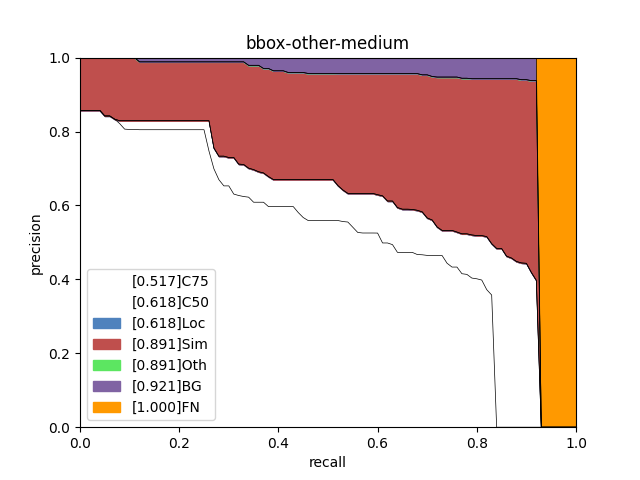 bbox-other-medium
1.0
0.8
0.6
0.4
0.2
0.0
precision
[0.517]C75
[0.618]C50
[0.618]Loc
[0.891]Sim
[0.891]Oth
[0.921]BG
[1.000]FN
0.0 0.2 0.4 0.6 0.8 1.0
recall